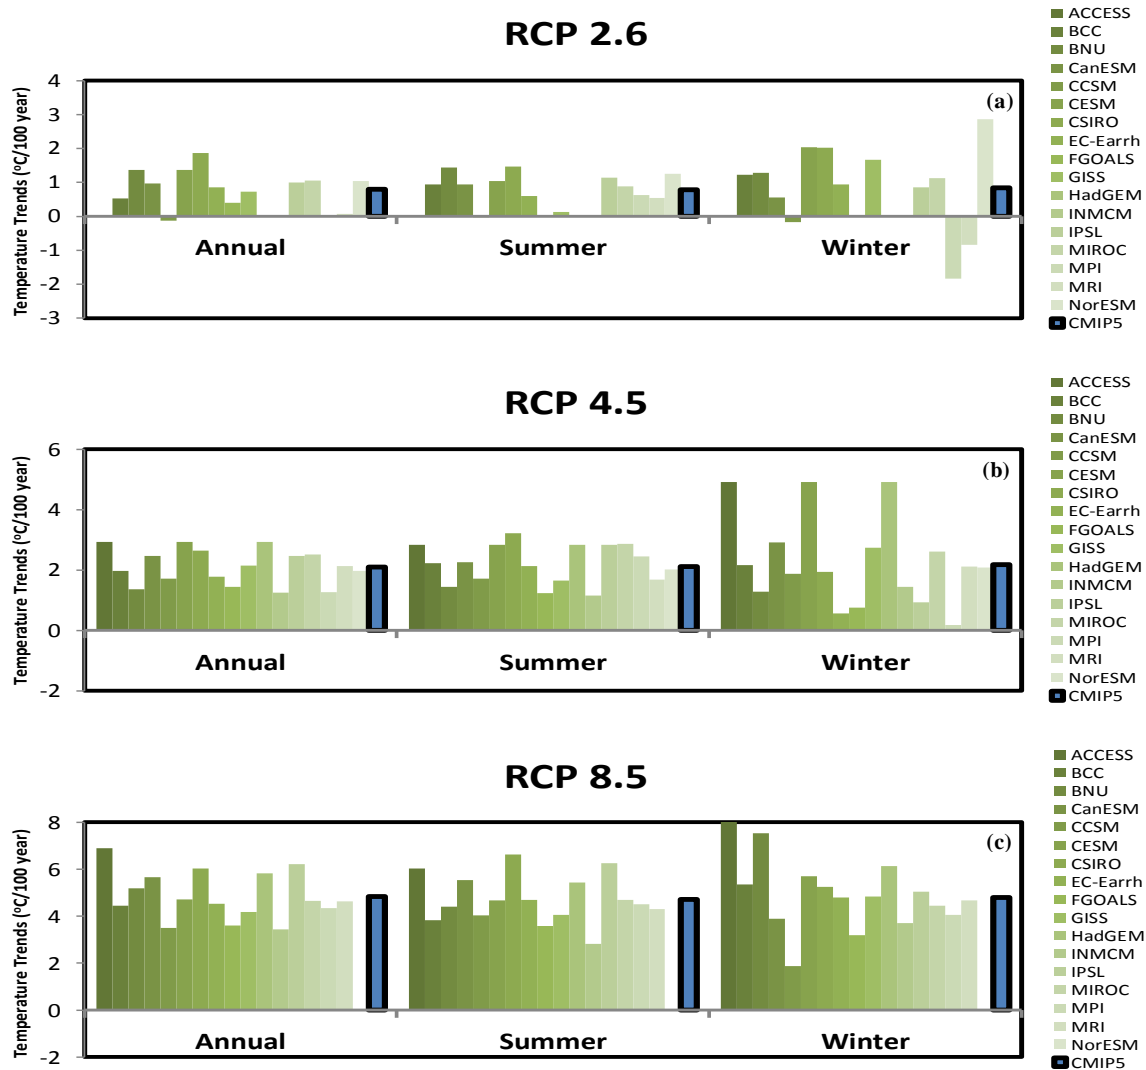 RCP 2.6
Temperature Trends (°C/100 year)
4
3
2
1
0
-1
-2
-3
(a)
Annual
Summer
Winter
ACCESS
BCC
BNU
CanESM
CCSM
CESM
CSIRO
EC-Earrh
FGOALS
GISS
HadGEM
INMCM
IPSL
MIROC
MPI
MRI
NorESM
CMIP5
RCP 4.5
Temperature Trends (°C/100 year)
6
4
2
0
-2
(b)
Annual
Summer
Winter
ACCESS
BCC
BNU
CanESM
CCSM
CESM
CSIRO
EC-Earrh
FGOALS
GISS
HadGEM
INMCM
IPSL
MIROC
MPI
MRI
NorESM
CMIP5
RCP 8.5
Temperature Trends (°C/100 year)
8
6
4
2
0
-2
(c)
Annual
Summer
Winter
ACCESS
BCC
BNU
CanESM
CCSM
CESM
CSIRO
EC-Earrh
FGOALS
GISS
HadGEM
INMCM
IPSL
MIROC
MPI
MRI
NorESM
CMIP5